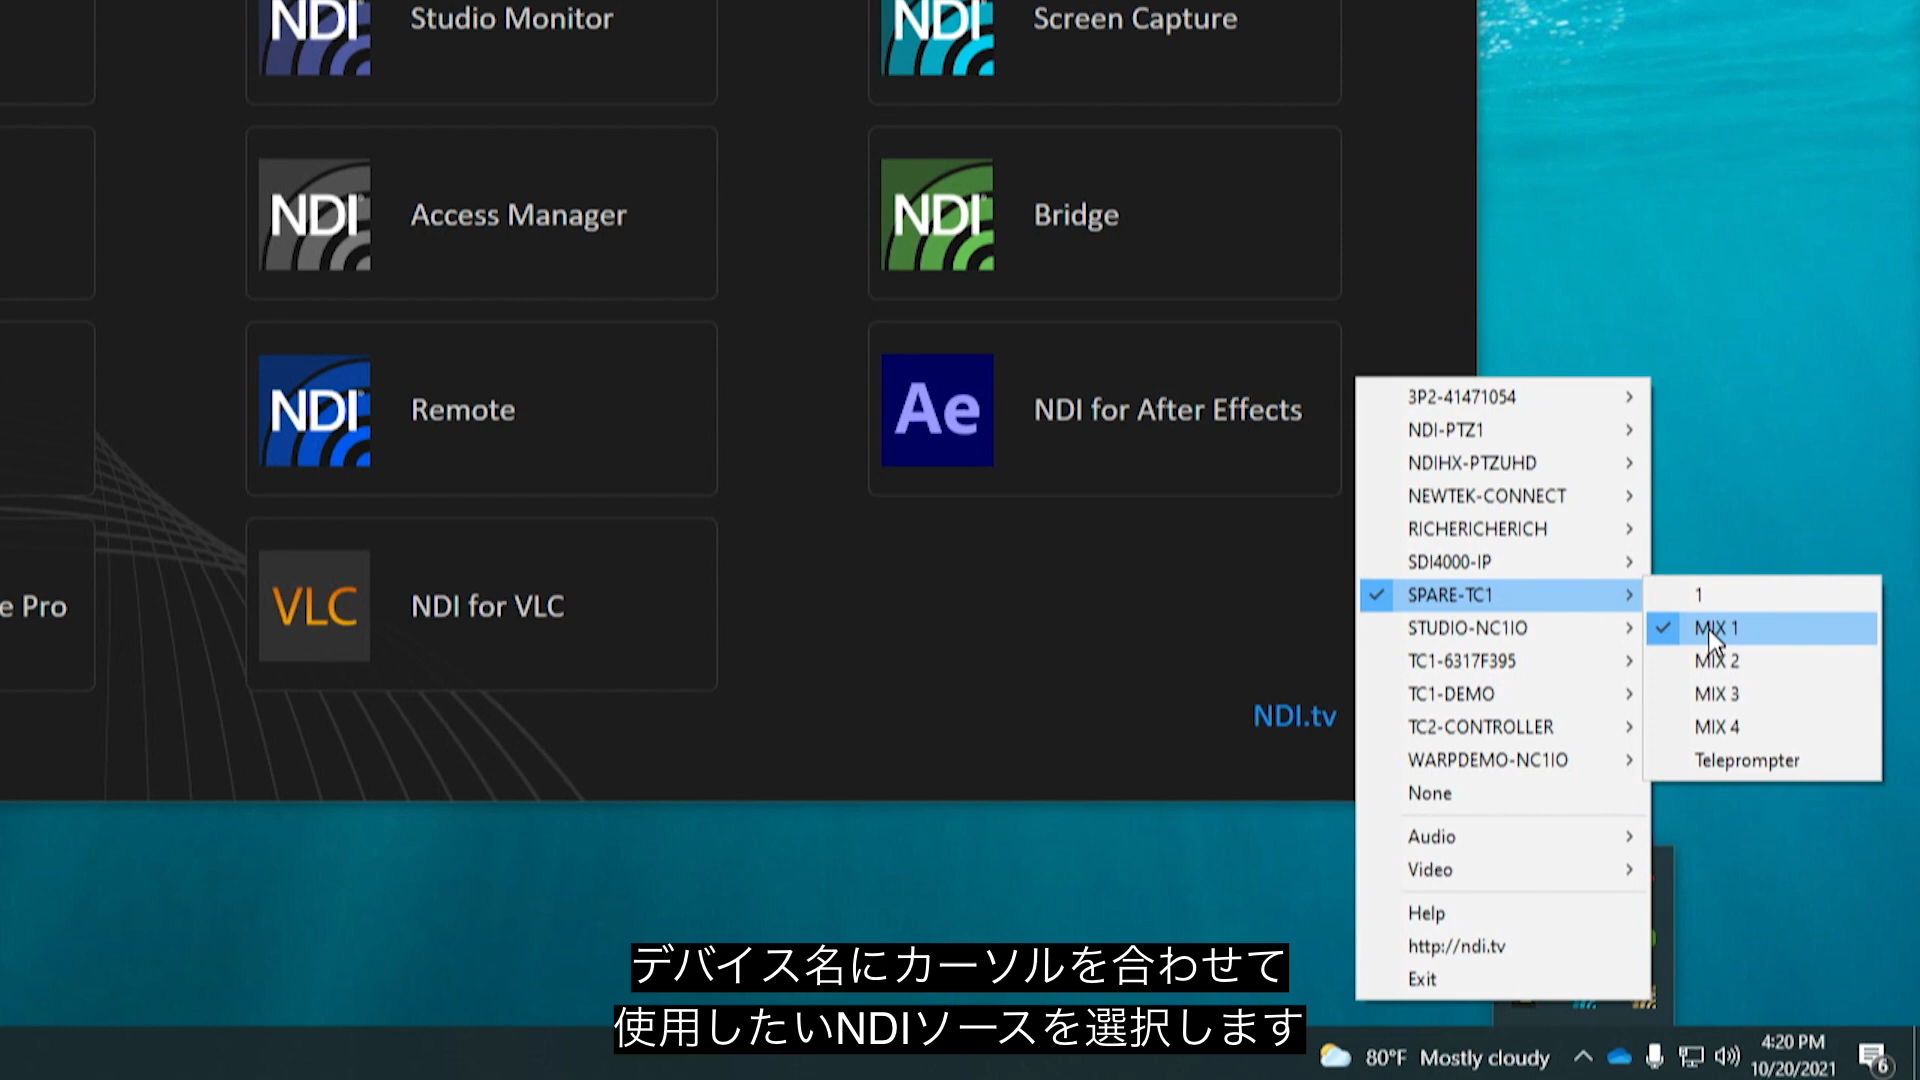 NDI Studio Monitor
NDI Screen Capture
NDI Access Manager
NDI Bridge
NDI Remote
Ae NDI for After Effects
e Pro
VLC NDI for VLC
NDI.tv
3P2-41471054
NDI-PTZ1
NDIHX-PTZUHD
NEWTEK-CONNECT
RICHERICHERICH
SDI4000-IP
SPARE-TC1
STUDIO-NC1IO
TC1-6317F395
TC1-DEMO
TC2-CONTROLLER
WARPDEMO-NC1IO
None
Audio
Video
Help
http://ndi.tv
Exit
1
MIX 1
MIX 2
MIX 3
MIX 4
Teleprompter
デバイス名にカーソルを合わせて
使用したいNDIソースを選択します
80°F Mostly cloudy
4:20 PM
10/20/2021
6